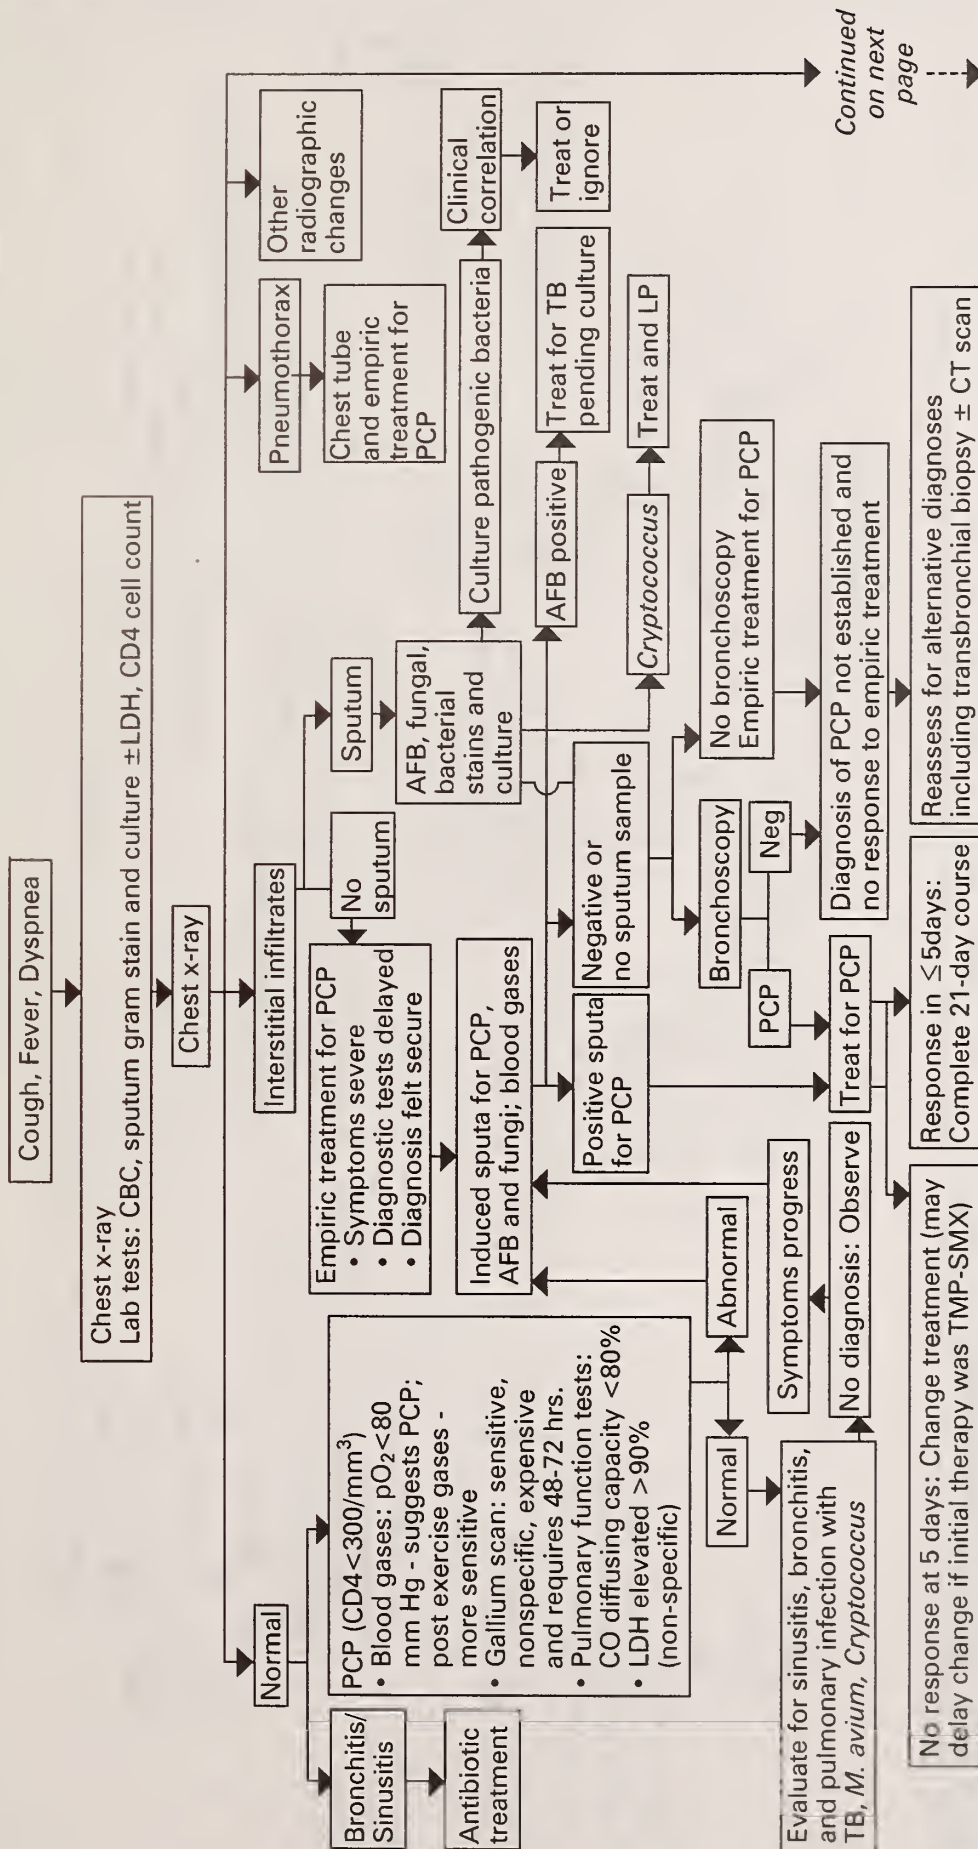 Cough, Fever, Dyspnea
Chest x-ray
Lab tests: CBC, sputum gram stain and culture ±LDH, CD4 cell count
Chest x-ray
Normal
Interstitial infiltrates
Pneumothorax
Other
radiographic
changes
Bronchitis/
Sinusitis
Antibiotic
treatment
PCP (CD4<300/mm³)
• Blood gases: pO₂<80
mm Hg - suggests PCP;
post exercise gases -
more sensitive
• Gallium scan: sensitive,
nonspecific, expensive
and requires 48-72 hrs.
• Pulmonary function tests:
CO diffusing capacity <80%
• LDH elevated >90%
(non-specific)
Normal
Abnormal
Evaluate for sinusitis, bronchitis,
and pulmonary infection with
TB, M. avium, Cryptococcus
No diagnosis: Observe
Symptoms progress
No
sputum
Sputum
Empiric treatment for PCP
• Symptoms severe
• Diagnostic tests delayed
• Diagnosis felt secure
Induced sputa for PCP,
AFB and fungi; blood gases
Positive sputa
for PCP
Negative or
no sputum sample
AFB, fungal,
bacterial
stains and
culture
Chest tube
and empiric
treatment for
PCP
Culture pathogenic bacteria
Clinical
correlation
Treat or
ignore
AFB positive
Treat for TB
pending culture
Cryptococcus
Treat and LP
Bronchoscopy
No bronchoscopy
Empiric treatment for PCP
PCP
Neg
Treat for PCP
Diagnosis of PCP not established and
no response to empiric treatment
No response at 5 days: Change treatment (may
delay change if initial therapy was TMP-SMX)
Response in ≤5days:
Complete 21-day course
Reassess for alternative diagnoses
including transbronchial biopsy ± CT scan
Continued
on next
page